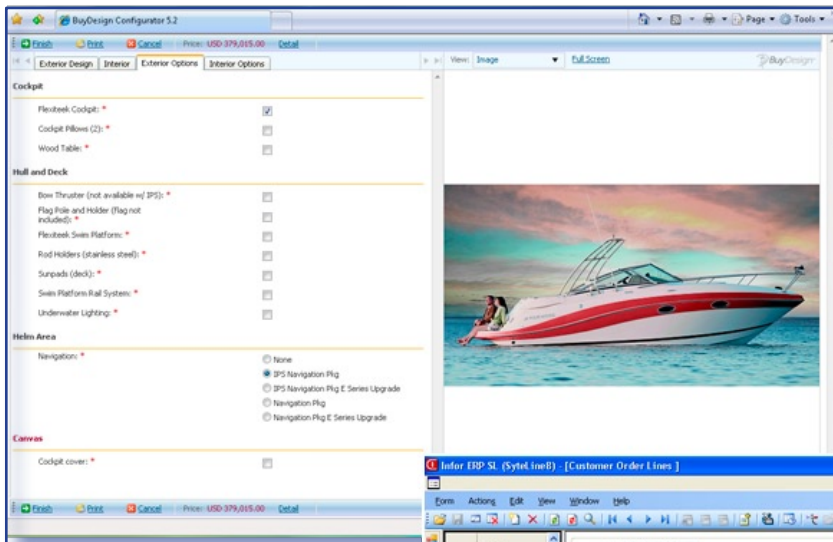 BuyDesign Configurator 5.2
Page Tools
Finish Print Cancel Price: USD 379,015.00 Detail
Exterior Design Interior Exterior Options Interior Options View: Image Full Screen BuyDesign
Cockpit
Flexiteek Cockpit: *
Cockpit Pillows (2): *
Wood Table: *
Hull and Deck
Bow Thruster (not available w/ IPS): *
Flag Pole and Holder (flag not
included): *
Flexiteek Swim Platform: *
Rod Holders (stainless steel): *
Sunpads (deck): *
Swim Platform Rail System: *
Underwater Lighting: *
Helm Area
Navigation: * None
IPS Navigation Pkg
IPS Navigation Pkg E Series Upgrade
Navigation Pkg
Navigation Pkg E Series Upgrade
Canvas
Cockpit cover: *
Infor ERP SL (SyteLine8) - [Customer Order Lines ]
Form Actions Edit View Window Help
Finish Print Cancel Price: USD 379,015.00 Detail